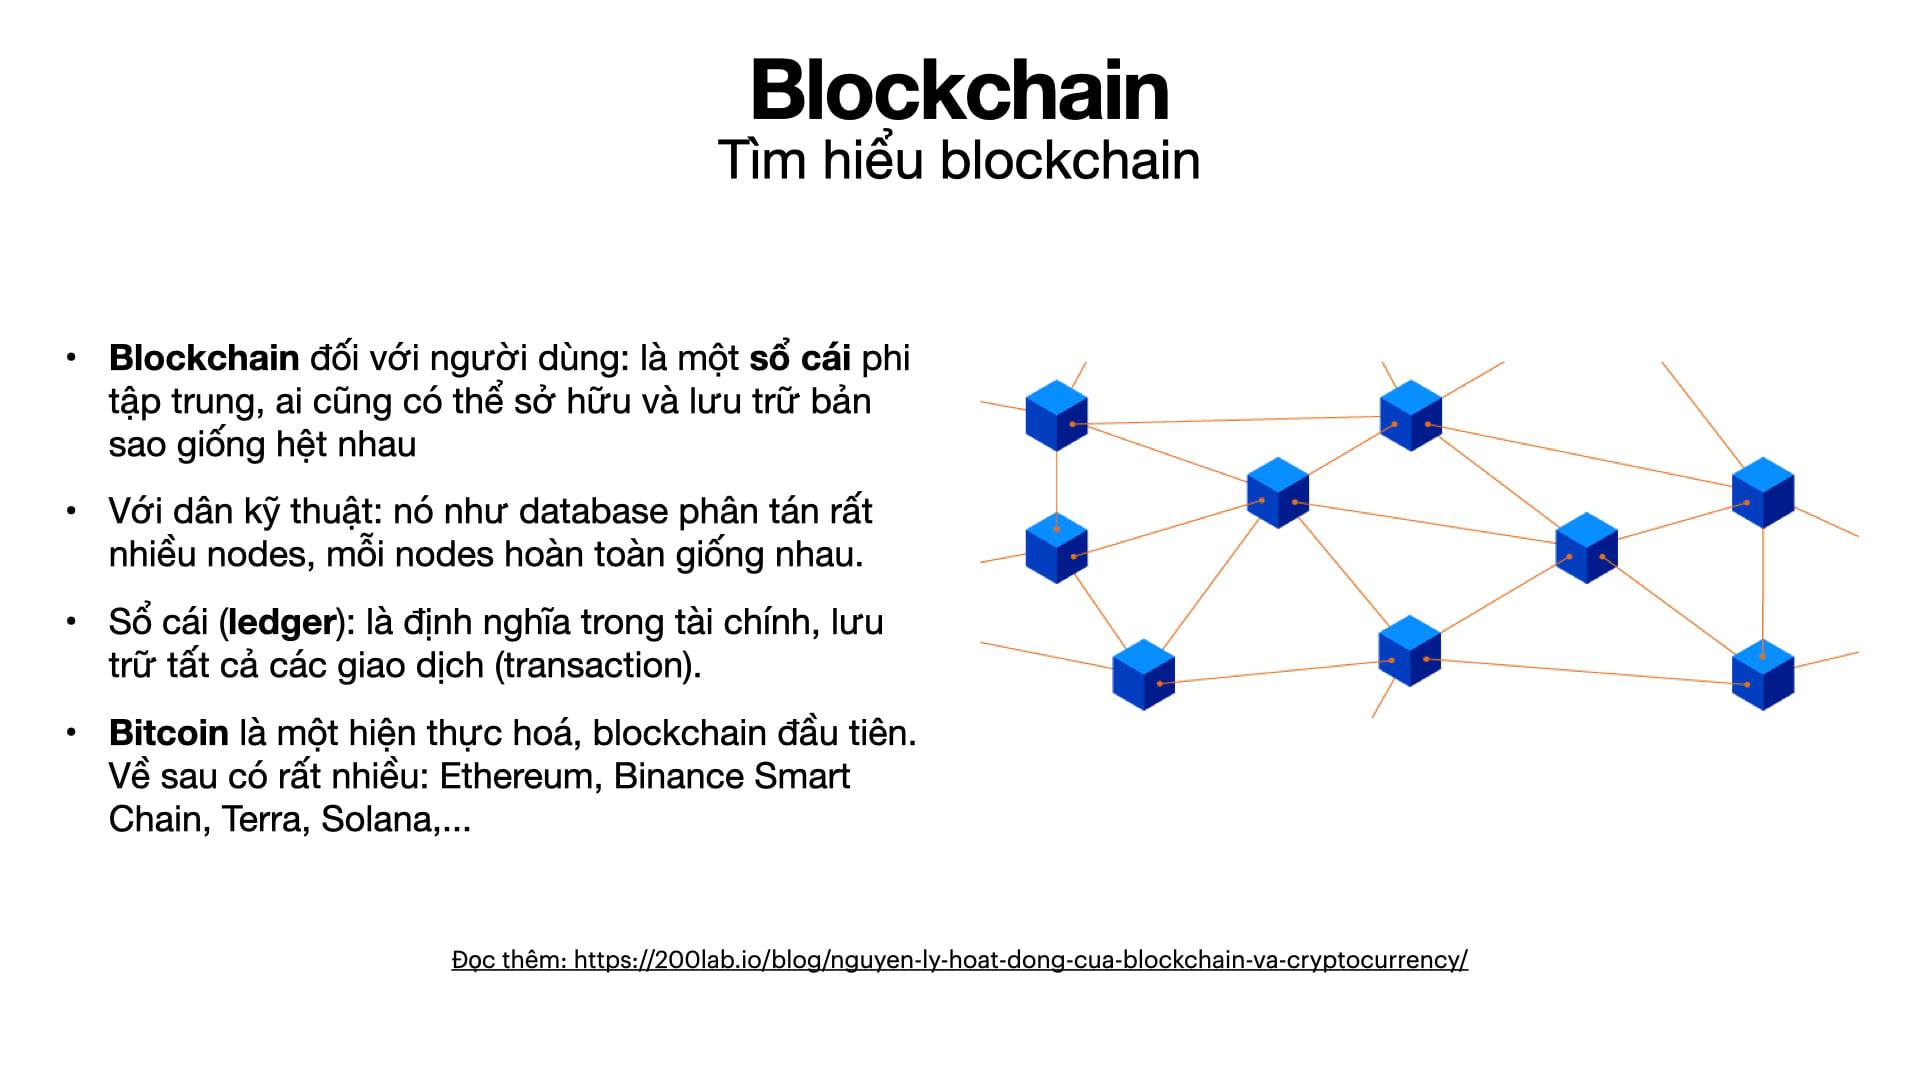 Blockchain
Tìm hiểu blockchain
• Blockchain đối với người dùng: là một sổ cái phi
tập trung, ai cũng có thể sở hữu và lưu trữ bản
sao giống hệt nhau
• Với dân kỹ thuật: nó như database phân tán rất
nhiều nodes, mỗi nodes hoàn toàn giống nhau.
• Sổ cái (ledger): là định nghĩa trong tài chính, lưu
trữ tất cả các giao dịch (transaction).
• Bitcoin là một hiện thực hoá, blockchain đầu tiên.
Về sau có rất nhiều: Ethereum, Binance Smart
Chain, Terra, Solana,...
Đọc thêm: https://200lab.io/blog/nguyen-ly-hoat-dong-cua-blockchain-va-cryptocurrency/